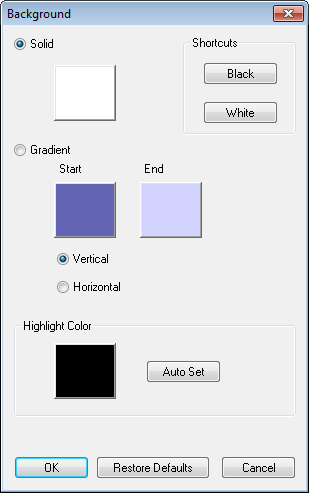 Background
Solid
Shortcuts
Black
White
Gradient
Start End
Vertical
Horizontal
Highlight Color
Auto Set
OK Restore Defaults Cancel